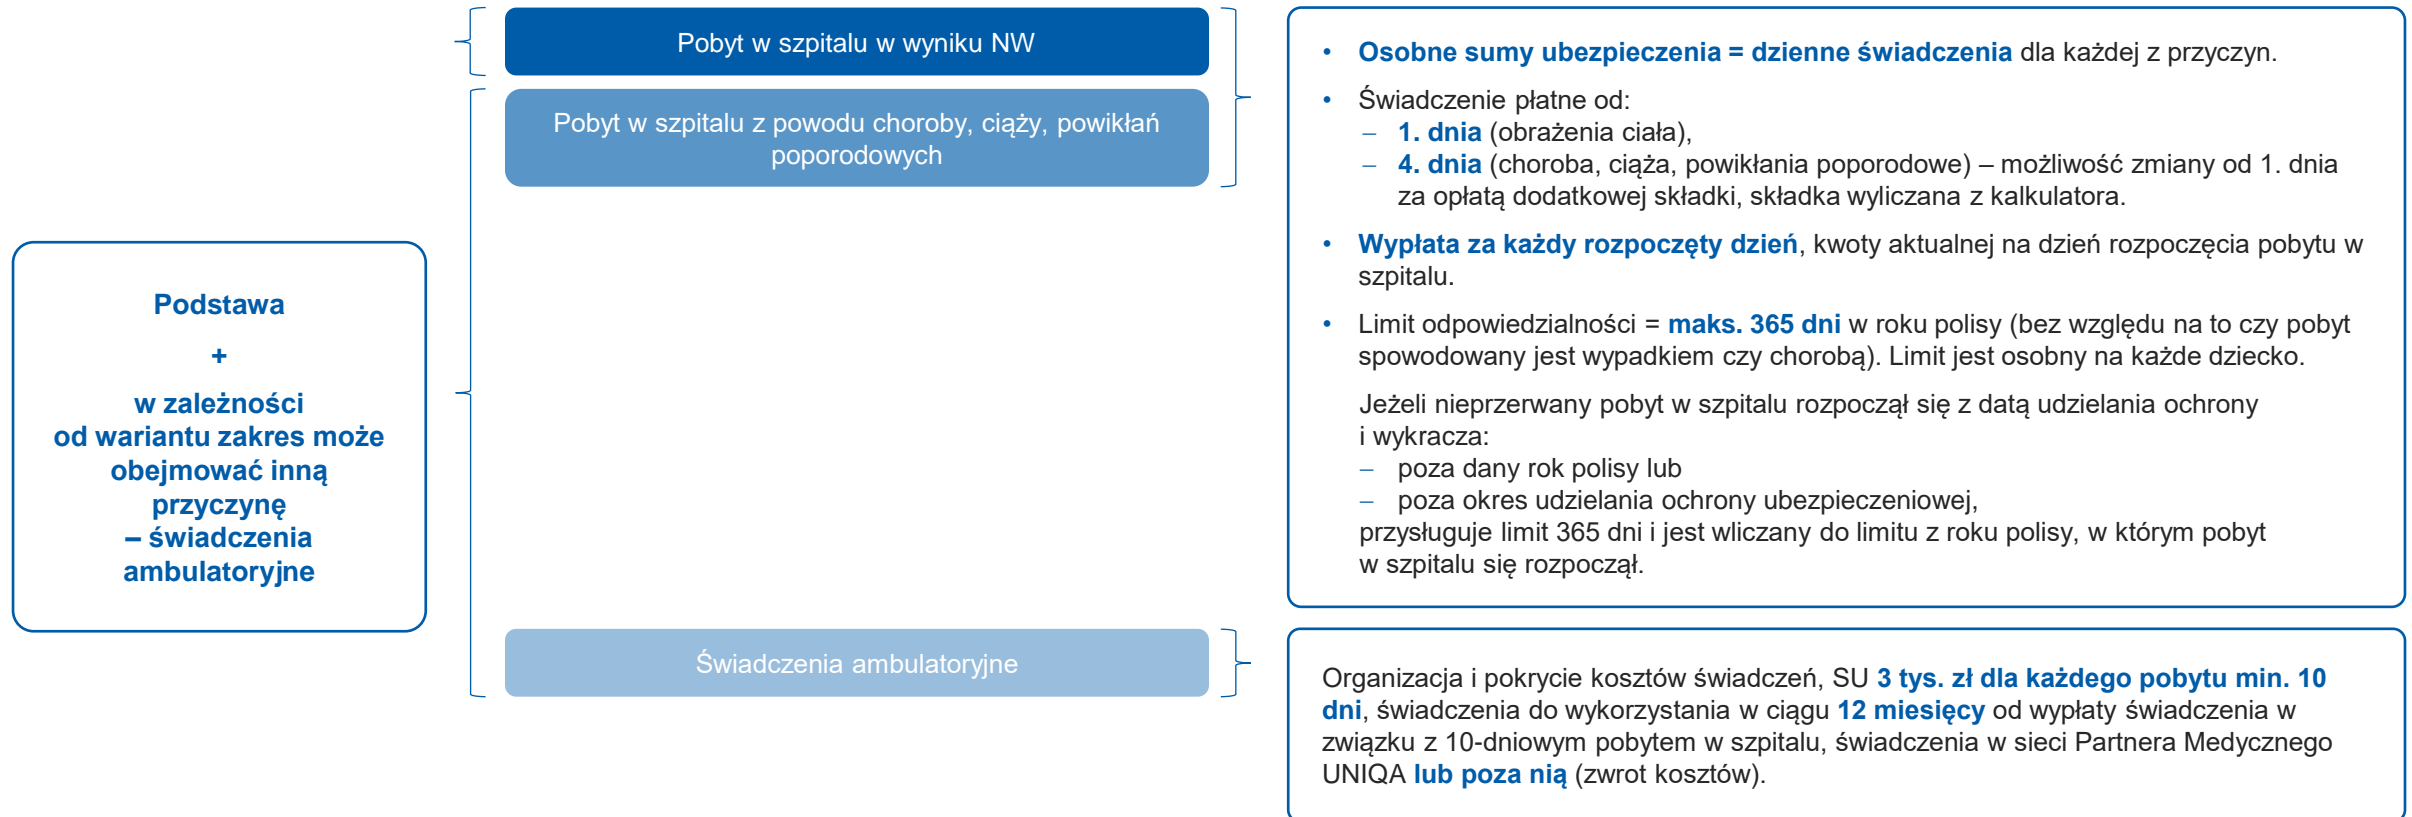 Podstawa
+
w zależności
od wariantu zakres może
obejmować inną
przyczynę
– świadczenia
ambulatoryjne
Pobyt w szpitalu w wyniku NW
Pobyt w szpitalu z powodu choroby, ciąży, powikłań
poporodowych
Świadczenia ambulatoryjne
• Osobne sumy ubezpieczenia = dzienne świadczenia dla każdej z przyczyn.
• Świadczenie płatne od:
– 1. dnia (obrażenia ciała),
– 4. dnia (choroba, ciąża, powikłania poporodowe) – możliwość zmiany od 1. dnia
za opłatą dodatkowej składki, składka wyliczana z kalkulatora.
• Wypłata za każdy rozpoczęty dzień, kwoty aktualnej na dzień rozpoczęcia pobytu w
szpitalu.
• Limit odpowiedzialności = maks. 365 dni w roku polisy (bez względu na to czy pobyt
spowodowany jest wypadkiem czy chorobą). Limit jest osobny na każde dziecko.
Jeżeli nieprzerwany pobyt w szpitalu rozpoczął się z datą udzielania ochrony
i wykracza:
– poza dany rok polisy lub
– poza okres udzielania ochrony ubezpieczeniowej,
przysługuje limit 365 dni i jest wliczany do limitu z roku polisy, w którym pobyt
w szpitalu się rozpoczął.
Organizacja i pokrycie kosztów świadczeń, SU 3 tys. zł dla każdego pobytu min. 10
dni, świadczenia do wykorzystania w ciągu 12 miesięcy od wypłaty świadczenia w
związku z 10-dniowym pobytem w szpitalu, świadczenia w sieci Partnera Medycznego
UNIQA lub poza nią (zwrot kosztów).